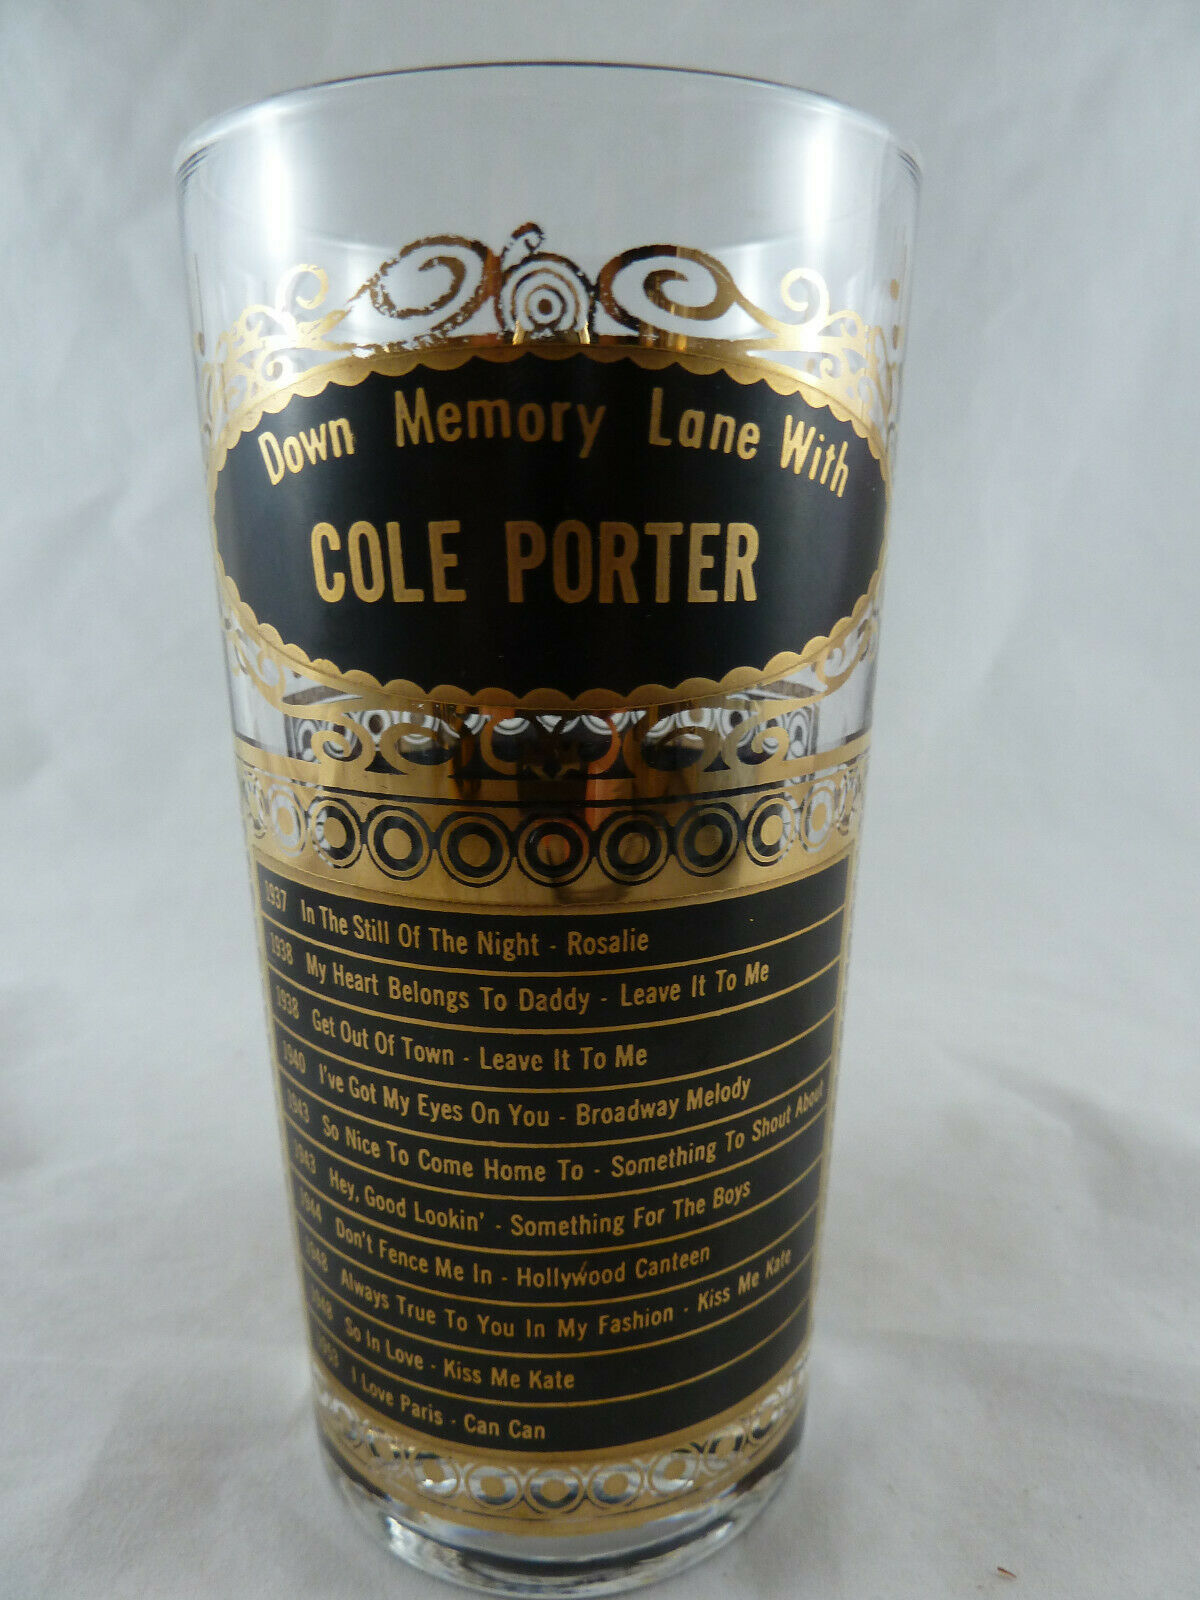 Down Memory Lane With
COLE PORTER
1937 In The Still Of The Night - Rosalie
1938 My Heart Belongs To Daddy - Leave It To Me
1938 Get Out Of Town - Leave It To Me
1940 I've Got My Eyes On You - Broadway Melody
1943 So Nice To Come Home To - Something To Shout About
1943 Hey, Good Lookin' - Something For The Boys
1944 Don't Fence Me In - Hollywood Canteen
1948 Always True To You In My Fashion - Kiss Me Kate
1948 So In Love - Kiss Me Kate
1953 I Love Paris - Can Can